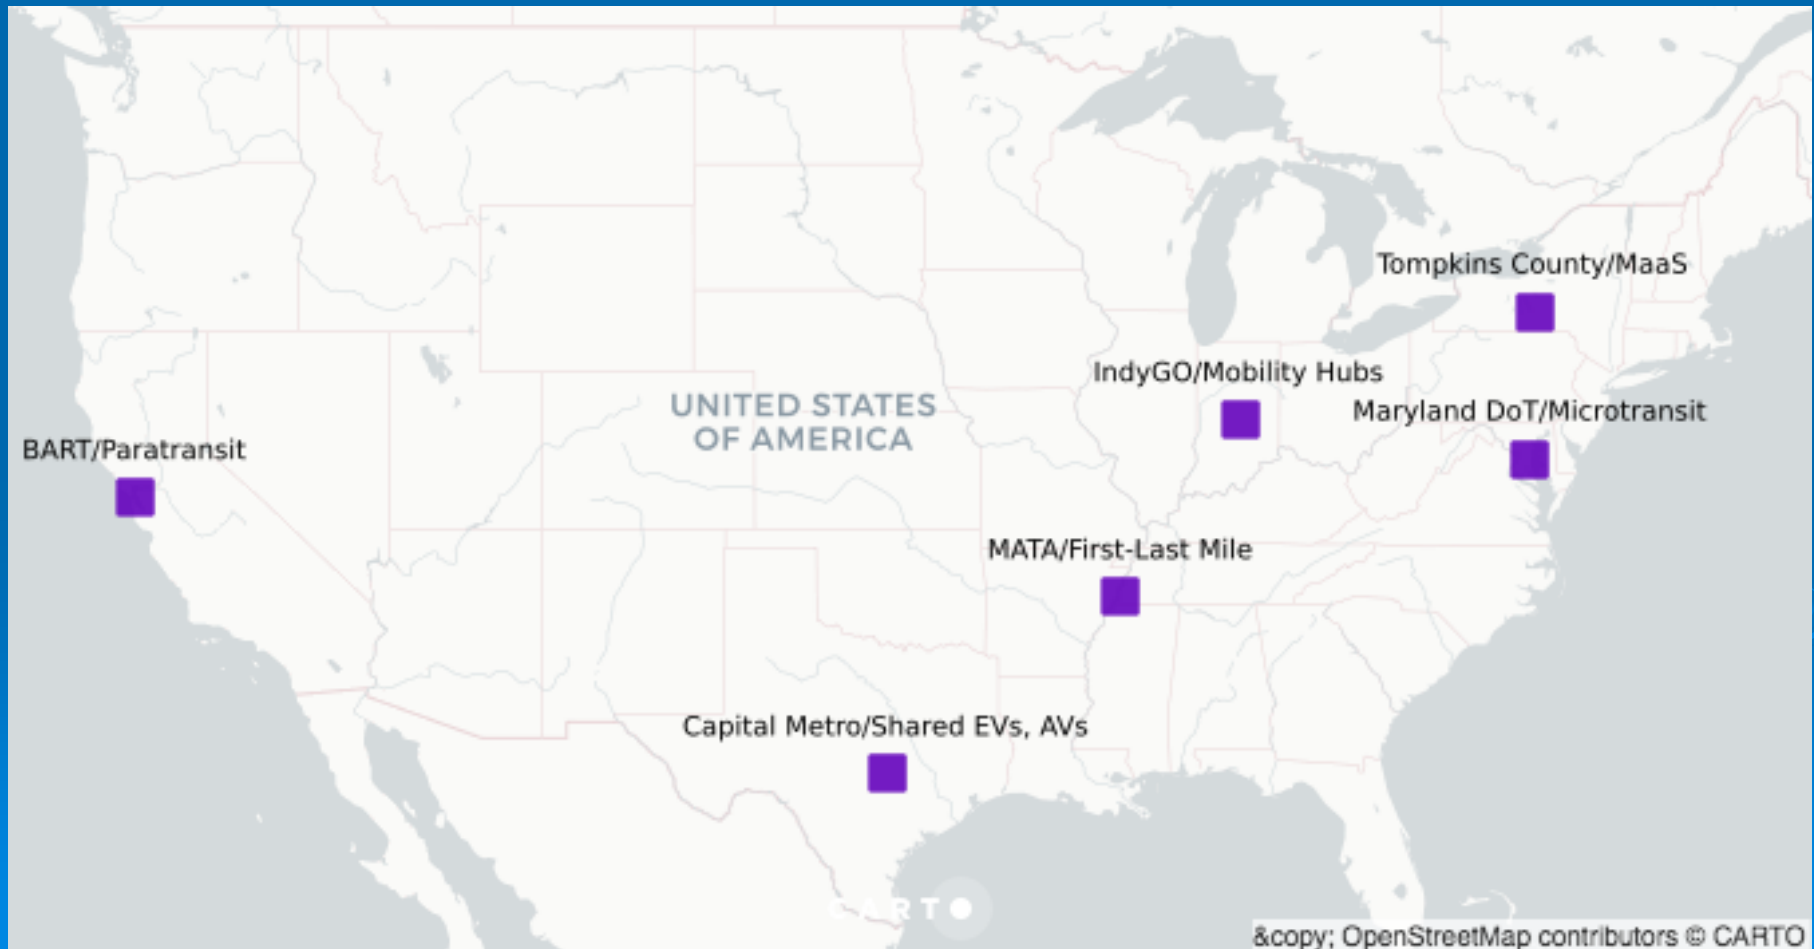 Tompkins County/MaaS
IndyGO/Mobility Hubs
UNITED STATES
OF AMERICA
Maryland DoT/Microtransit
BART/Paratransit
MATA/First-Last Mile
Capital Metro/Shared EVs, AVs
CARTO
&copy; OpenStreetMap contributors © CARTO